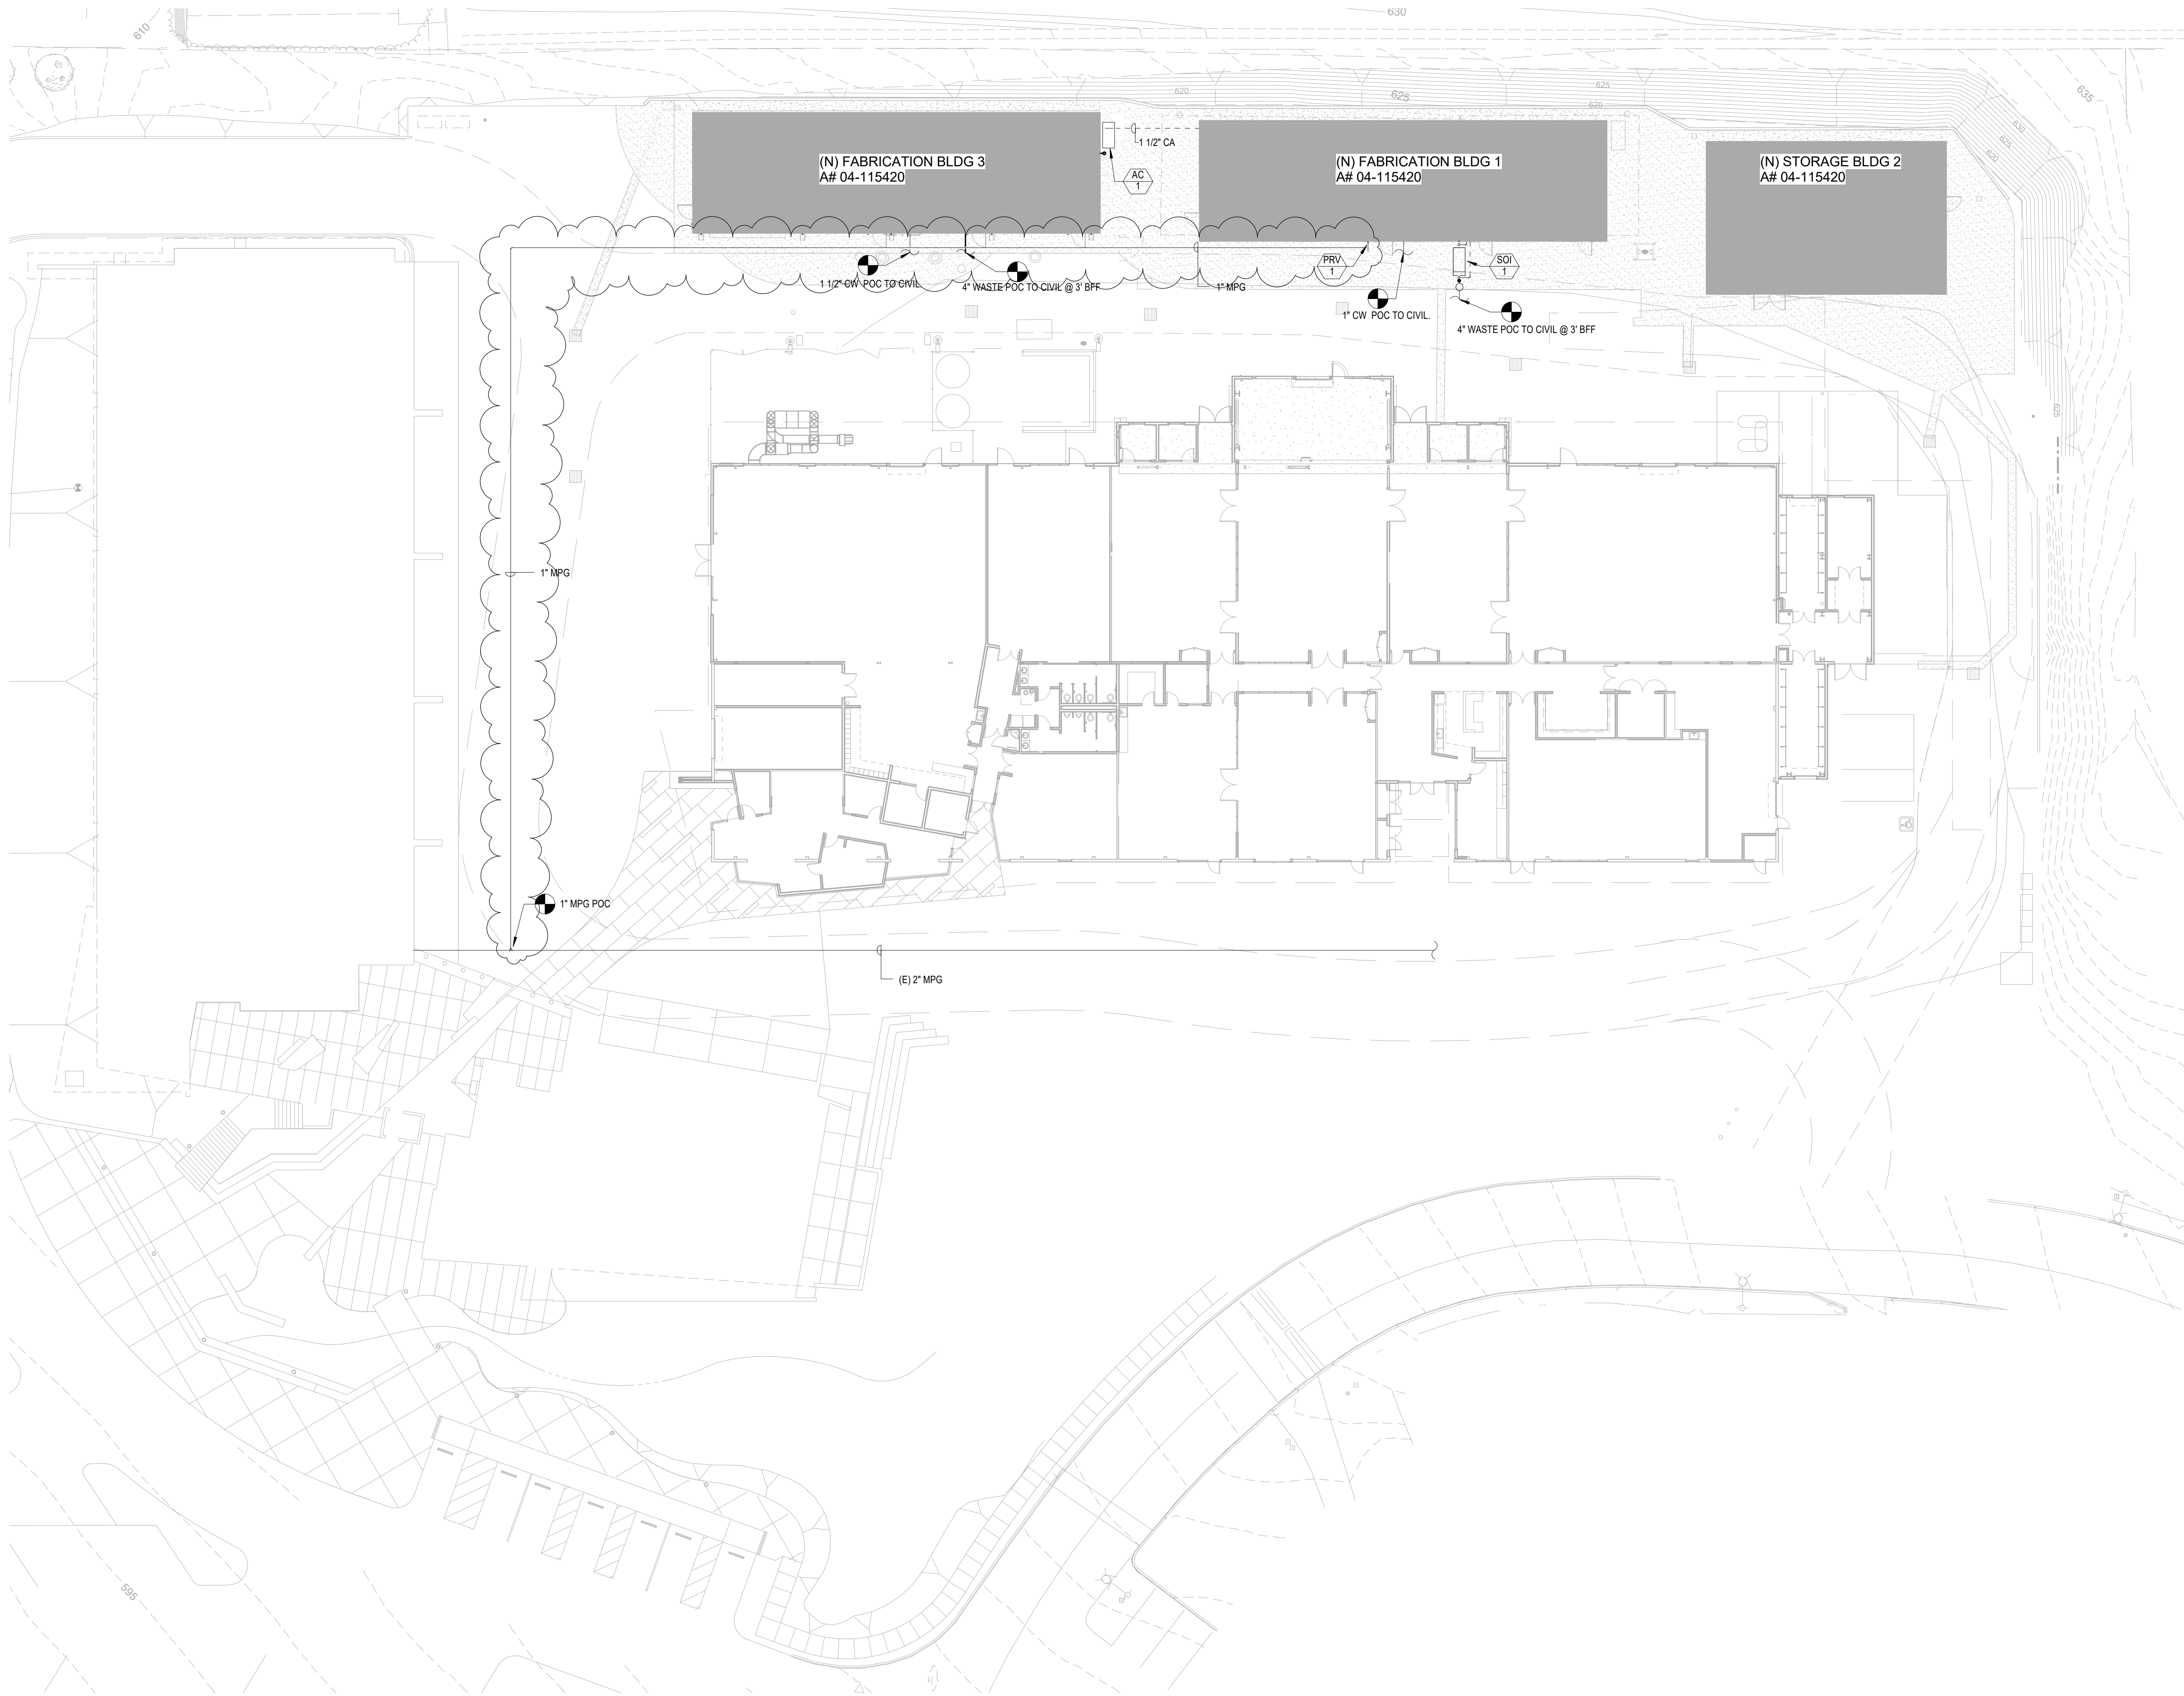 630
610
620
625
625
620
635
630
625
620
(N) FABRICATION BLDG 3
A# 04-115420
1 1/2" CA
AC
1
(N) FABRICATION BLDG 1
A# 04-115420
(N) STORAGE BLDG 2
A# 04-115420
PRV
1
SOI
1
1 1/2" CW POC TO CIVIL.
4" WASTE POC TO CIVIL @ 3' BFF
1" MPG
1" CW POC TO CIVIL.
4" WASTE POC TO CIVIL @ 3' BFF
625
1" MPG
1" MPG POC
(E) 2" MPG
595